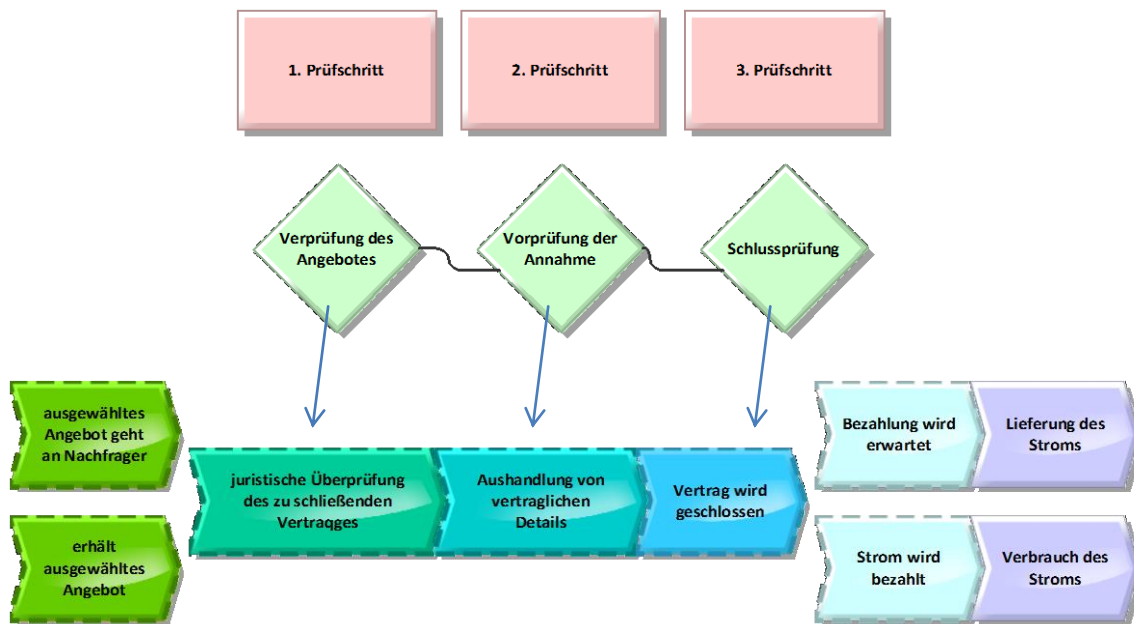 1. Prüfschritt
2. Prüfschritt
3. Prüfschritt
Verprüfung des
Angebotes
Vorprüfung der
Annahme
Schlussprüfung
ausgewähltes
Angebot geht
an Nachfrager
juristische Überprüfung
des zu schließenden
Vertraqges
Aushandlung von
vertraglichen
Details
Vertrag wird
geschlossen
Bezahlung wird
erwartet
Lieferung des
Stroms
erhält
ausgewähltes
Angebot
Strom wird
bezahlt
Verbrauch des
Stroms